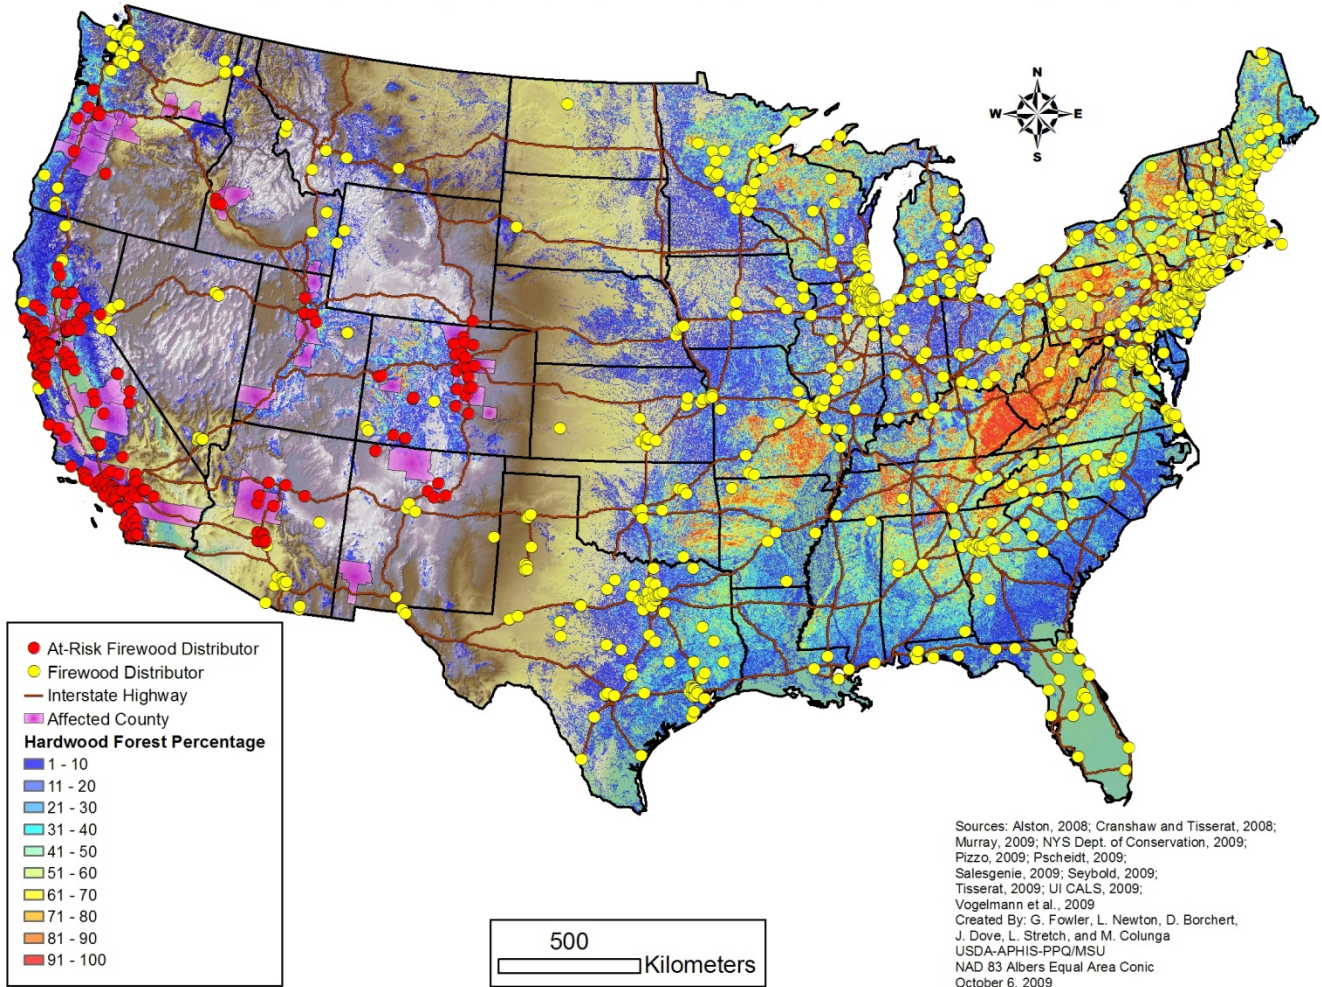 N
W
E
S
At-Risk Firewood Distributor
Firewood Distributor
Interstate Highway
Affected County
Hardwood Forest Percentage
1 - 10
11 - 20
21 - 30
31 - 40
41 - 50
51 - 60
61 - 70
71 - 80
81 - 90
91 - 100
500
Kilometers
Sources: Alston, 2008; Cranshaw and Tisserat, 2008;
Murray, 2009; NYS Dept. of Conservation, 2009;
Pizzo, 2009; Pscheidt, 2009;
Salesgenie, 2009; Seybold, 2009;
Tisserat, 2009; UI CALS, 2009;
Vogelmann et al., 2009
Created By: G. Fowler, L. Newton, D. Borchert,
J. Dove, L. Stretch, and M. Colunga
USDA-APHIS-PPQ/MSU
NAD 83 Albers Equal Area Conic
October 6, 2009